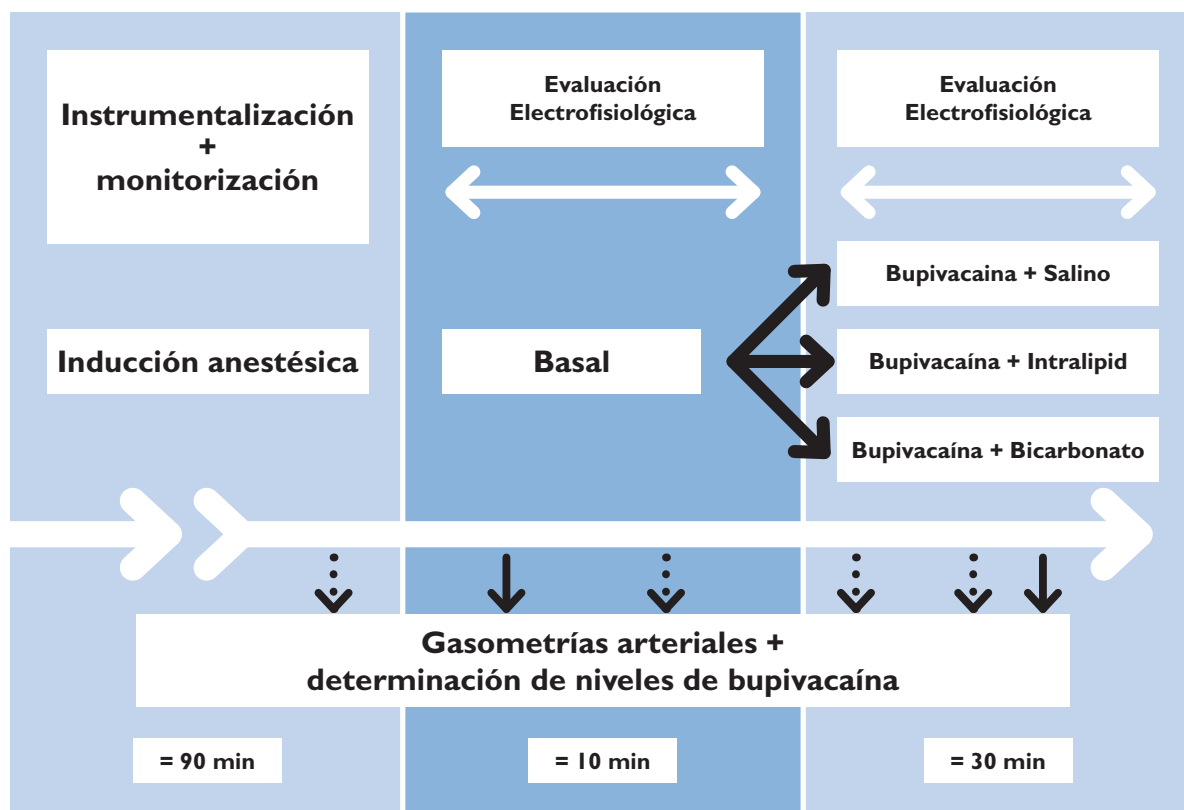 Instrumentalización
+
monitorización
Inducción anestésica
Evaluación
Electrofisiológica
Basal
Evaluación
Electrofisiológica
Bupivacaina + Salino
Bupivacaína + Intralipid
Bupivacaína + Bicarbonato
Gasometrías arteriales +
determinación de niveles de bupivacaína
= 90 min
= 10 min
= 30 min